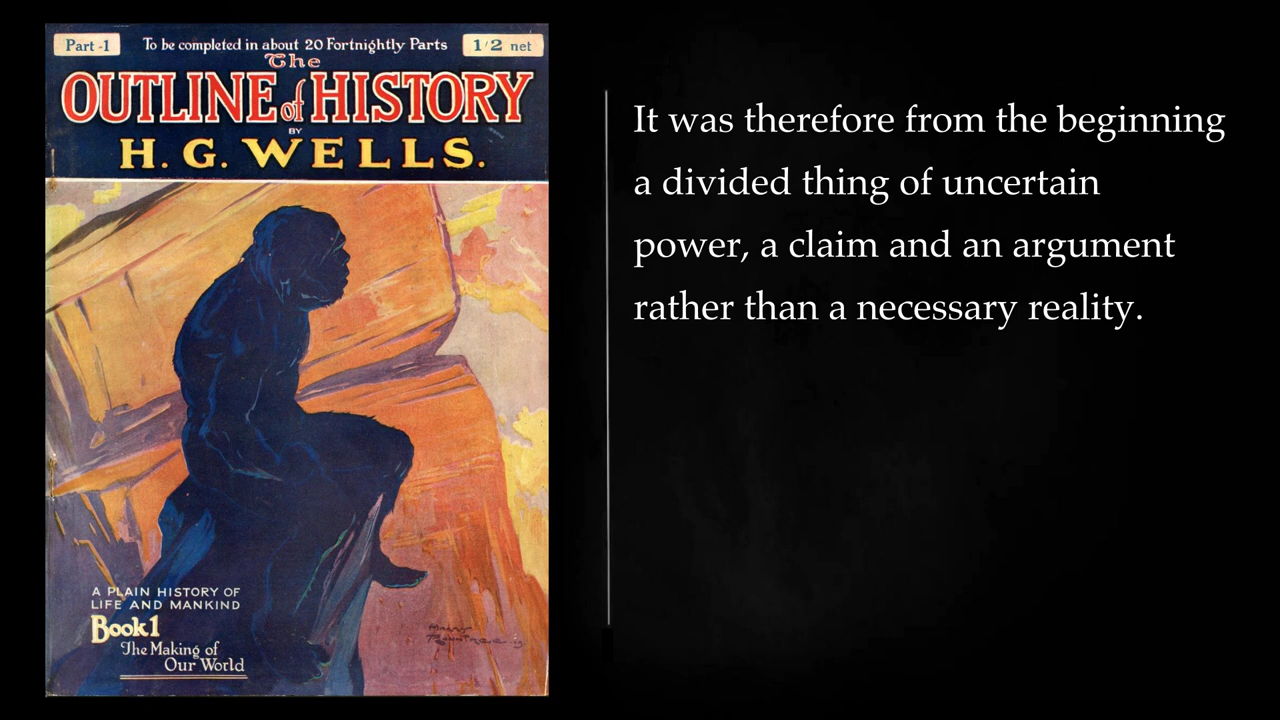 Part -1
To be completed in about 20 Fortnightly Parts
1/2 net
The
OUTLINE of HISTORY
BY
H. G. WELLS.
A PLAIN HISTORY OF
LIFE AND MANKIND
Book 1
The Making of
Our World
It was therefore from the beginning
a divided thing of uncertain
power, a claim and an argument
rather than a necessary reality.